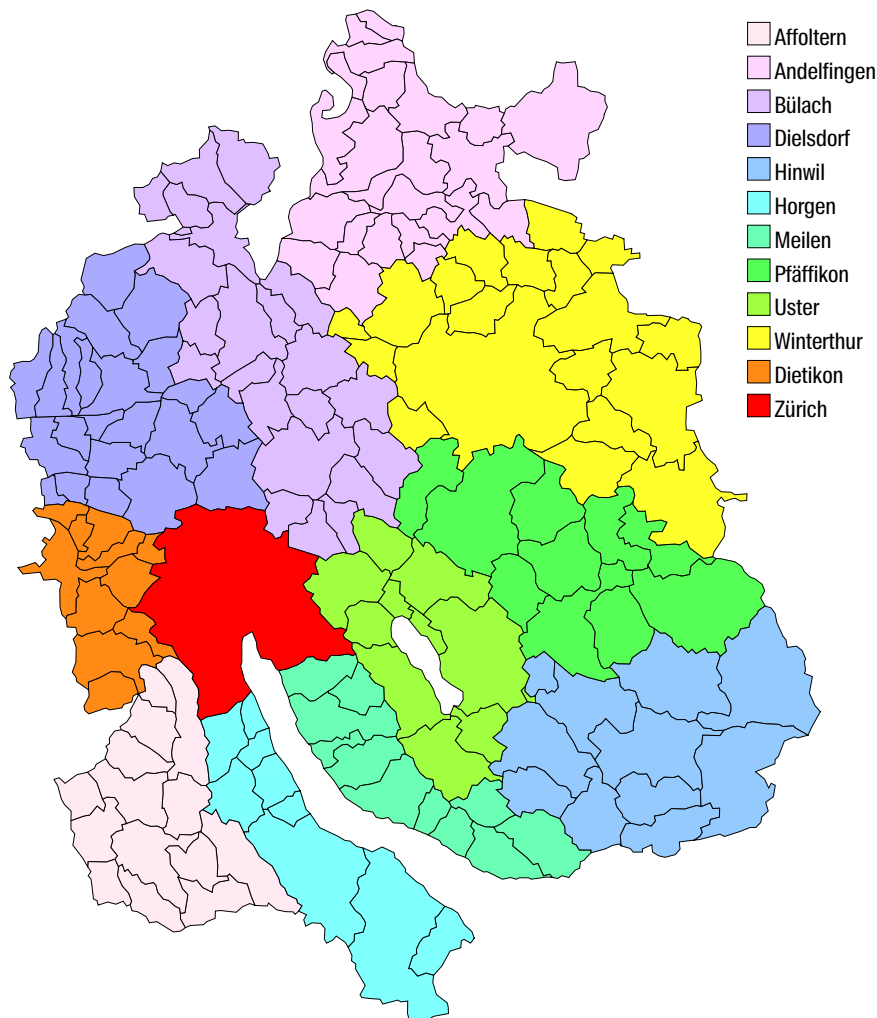 Affoltern
Andelfingen
Bülach
Dielsdorf
Hinwil
Horgen
Meilen
Pfäffikon
Uster
Winterthur
Dietikon
Zürich